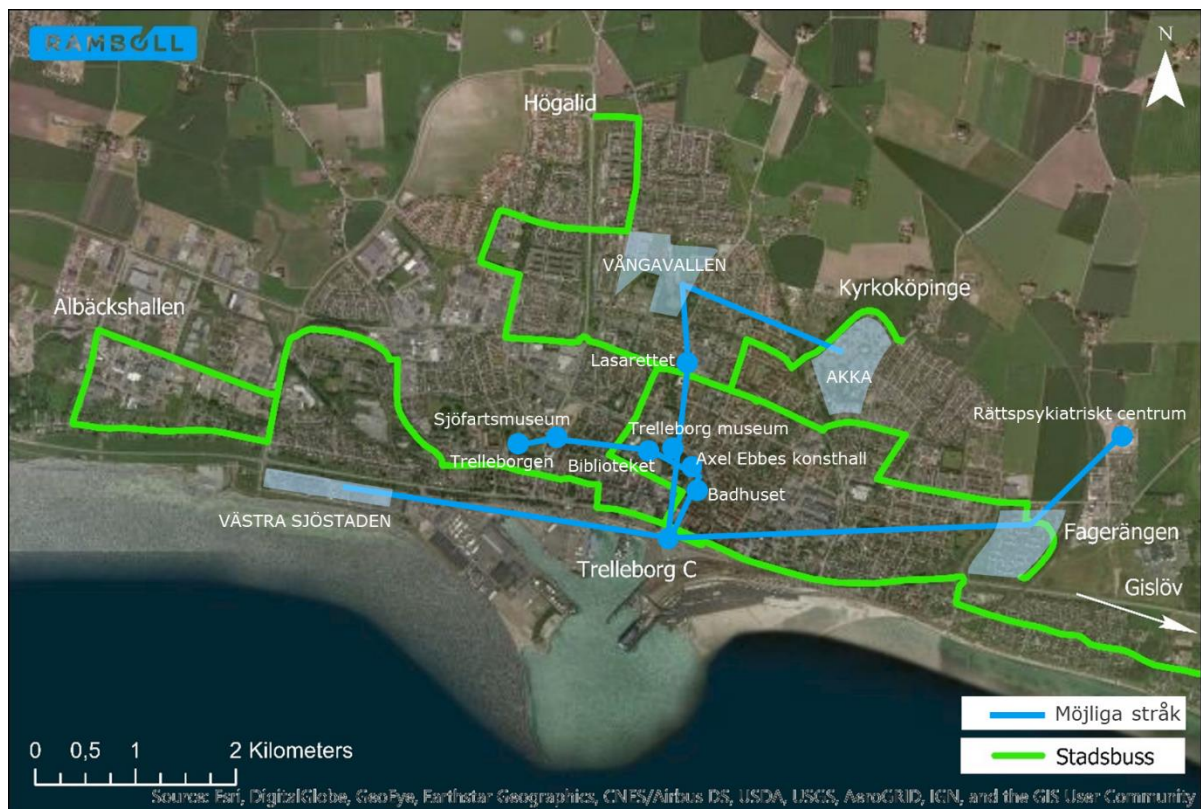 RAMBOLL
N
Högalid
VÅNGAVALLEN
Kyrkoköpinge
Albäckshallen
Lasarettet
AKKA
Rättspsykiatriskt centrum
Sjöfartsmuseum
Trelleborg museum
Trelleborgen
Biblioteket
Axel Ebbes konsthall
Badhuset
VÄSTRA SJÖSTADEN
Fagerängen
Trelleborg C
Gislöv
Möjliga stråk
Stadsbuss
0 0,5 1 2 Kilometers
Source: Esri, DigitalGlobe, GeoEye, Earthstar Geographics, CNES/Airbus DS, USDA, USGS, AeroGRID, IGN, and the GIS User Community